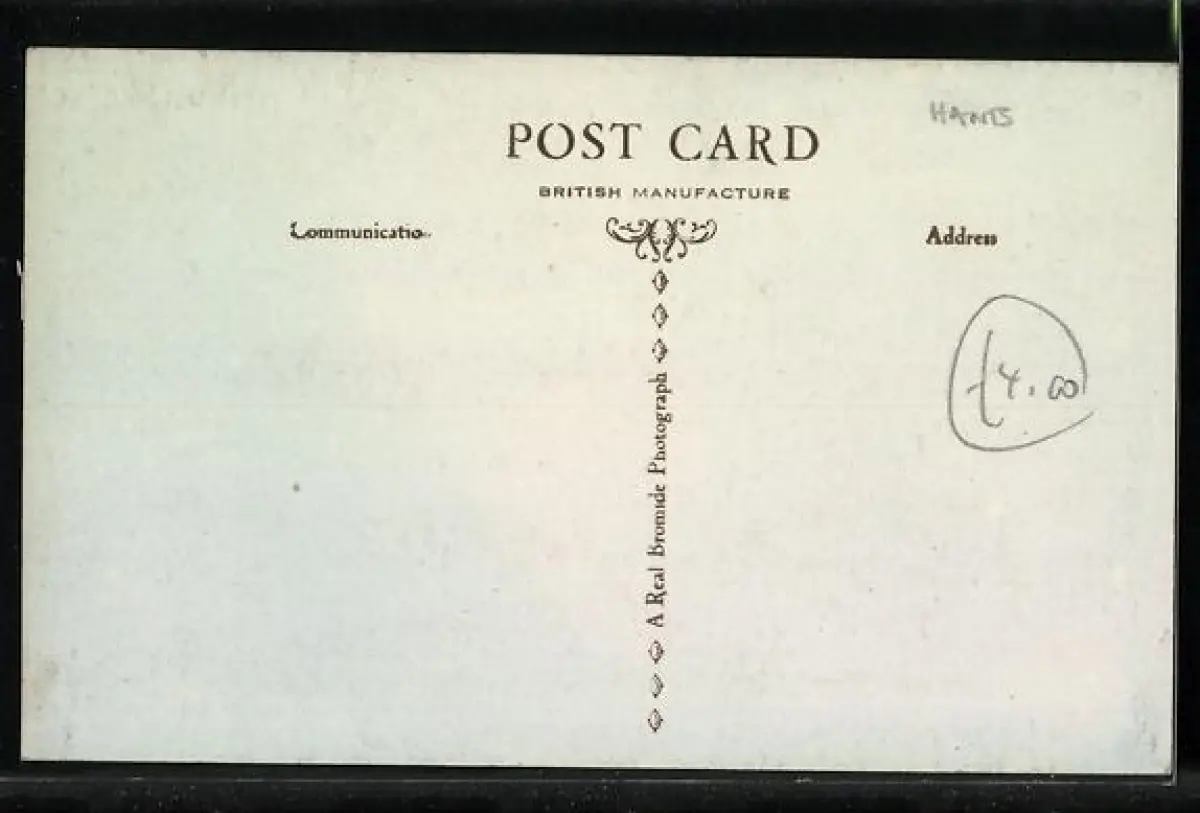 HANTS
POST CARD
BRITISH MANUFACTURE
Communicatio
Address
£4.00
A Real Bromide Photograph